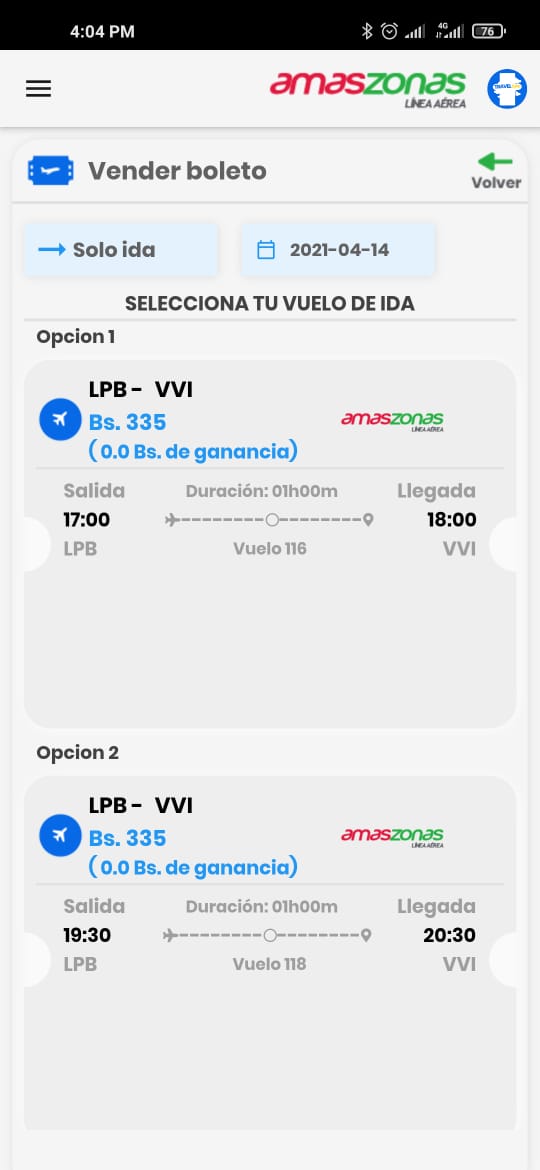 4:04 PM
4G
76
amaszonas
LÍNEA AÉREA
TRAVEL
Vender boleto
Volver
Solo ida
2021-04-14
SELECCIONA TU VUELO DE IDA
Opcion 1
LPB - VVI
Bs. 335
amaszonas
LÍNEA AÉREA
( 0.0 Bs. de ganancia)
Salida
Duración: 01h00m
Llegada
17:00
18:00
LPB
Vuelo 116
VVI
Opcion 2
LPB - VVI
Bs. 335
amaszonas
LÍNEA AÉREA
( 0.0 Bs. de ganancia)
Salida
Duración: 01h00m
Llegada
19:30
20:30
LPB
Vuelo 118
VVI